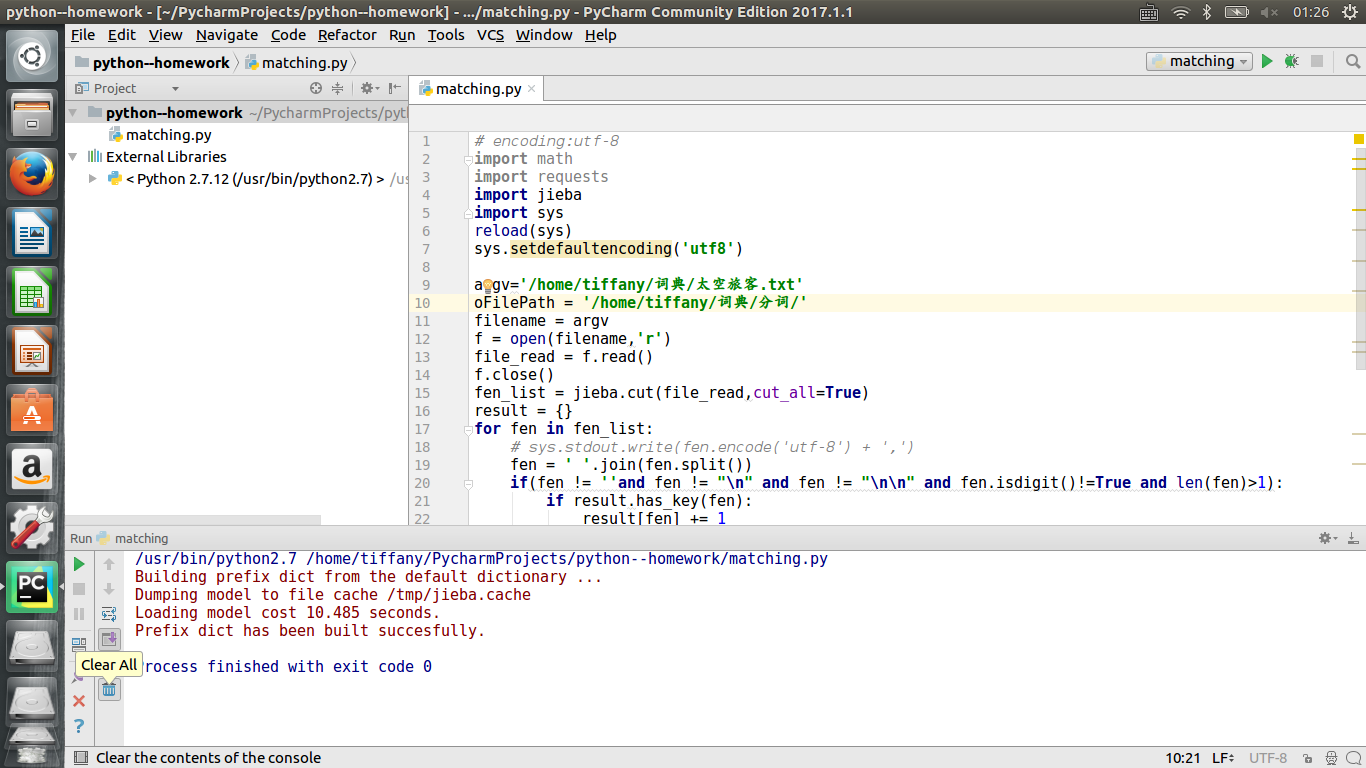 python--homework - [~/PycharmProjects/python--homework] - .../matching.py - PyCharm Community Edition 2017.1.1
01:26
File Edit View Navigate Code Refactor Run Tools VCS Window Help
python--homework matching.py
matching
Project
matching.py
python--homework ~/PycharmProjects/pyt
matching.py
External Libraries
< Python 2.7.12 (/usr/bin/python2.7) > /us
1 # encoding:utf-8
2 import math
3 import requests
4 import jieba
5 import sys
6 reload(sys)
7 sys.setdefaultencoding('utf8')
8
9 a gv='/home/tiffany/词典/太空旅客.txt'
10 oFilePath = '/home/tiffany/词典/分词/'
11 filename = argv
12 f = open(filename,'r')
13 file_read = f.read()
14 f.close()
15 fen_list = jieba.cut(file_read,cut_all=True)
16 result = {}
17 for fen in fen_list:
18 # sys.stdout.write(fen.encode('utf-8') + ',')
19 fen = ' '.join(fen.split())
20 if(fen != ''and fen != "\n" and fen != "\n\n" and fen.isdigit()!=True and len(fen)>1):
21 if result.has_key(fen):
22 result[fen] += 1
Run matching
/usr/bin/python2.7 /home/tiffany/PycharmProjects/python--homework/matching.py
Building prefix dict from the default dictionary ...
Dumping model to file cache /tmp/jieba.cache
Loading model cost 10.485 seconds.
Prefix dict has been built succesfully.
Process finished with exit code 0
Clear All
PC
Clear the contents of the console
10:21 LF UTF-8